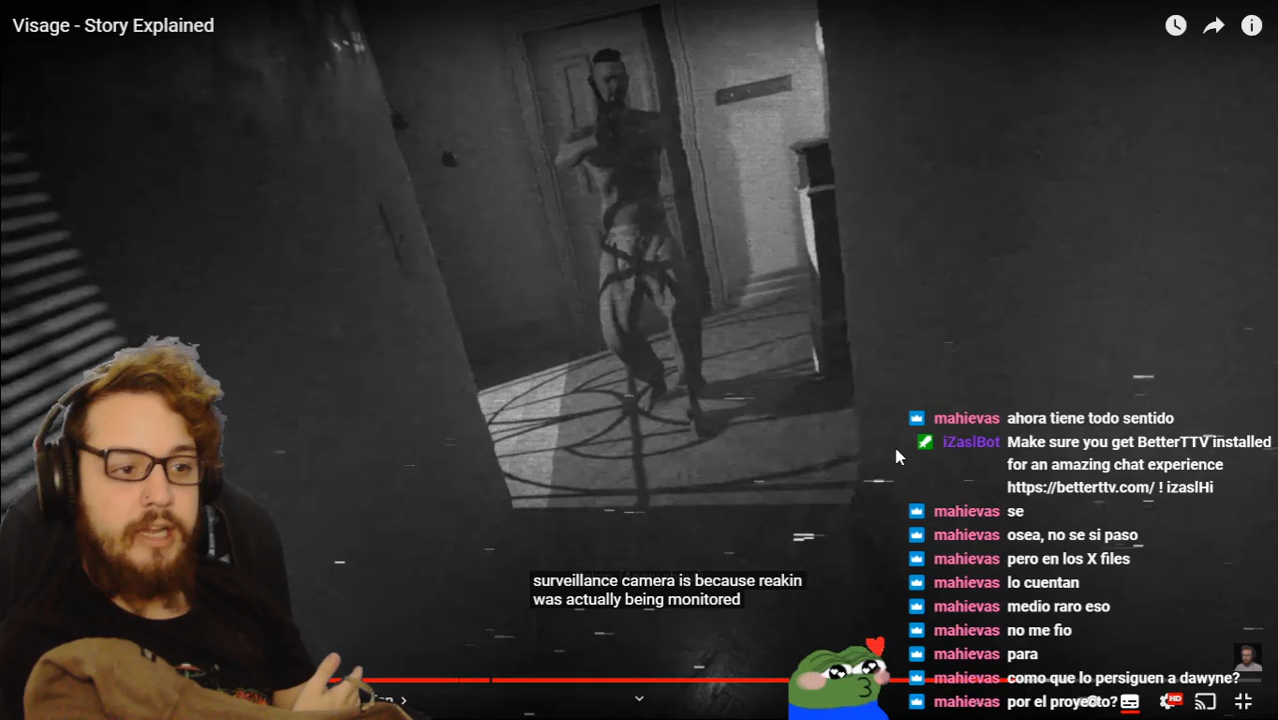 Visage - Story Explained
mahievas ahora tiene todo sentido
iZaslBot Make sure you get BetterTTV installed
for an amazing chat experience
https://betterttv.com/ ! izaslHi
mahievas se
mahievas osea, no se si paso
mahievas pero en los X files
mahievas lo cuentan
mahievas medio raro eso
mahievas no me fio
mahievas para
mahievas como que lo persiguen a dawyne?
mahievas por el proyecto?
surveillance camera is because reakin
was actually being monitored
HD